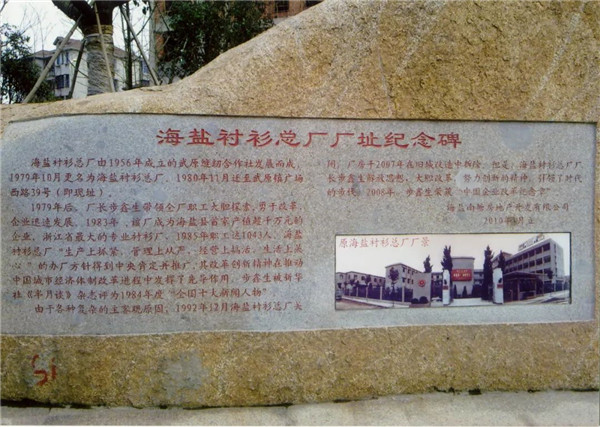 海盐衬衫总厂厂址纪念碑
海盐衬衫总厂由1956年成立的武原缝纫合作社发展而成，
1979年10月更名为海盐衬衫总厂，1980年11月迁至武原镇广场
西路39号（即现址）。
1979年后，厂长步鑫生带领全厂职工大胆探索，勇于改革，
企业迅速发展。1983年，该厂成为海盐县首家产值超千万元的
企业，浙江省最大的专业衬衫厂。1985年职工达1043人。海盐
衬衫总厂“生产上抓紧，管理上从严，经营上搞活，生活上关
心”的办厂方针得到中央肯定并推广，其改革创新精神在推动
中国城市经济体制改革进程中发挥了先导作用。步鑫生被新华
社《半月谈》杂志评为1984年度“全国十大新闻人物”
由于各种复杂的主客观原因，1992年12月海盐衬衫总厂关
闭，厂房于2007年在旧城改造中拆除。但是，海盐衬衫总厂厂
长步鑫生解放思想、大胆改革、努力创新的精神，引领了时代
的步伐。2008年，步鑫生荣获“中国企业改革纪念章”
海盐 房地产开发有限公司
2010年 月立
原海盐衬衫总厂厂景